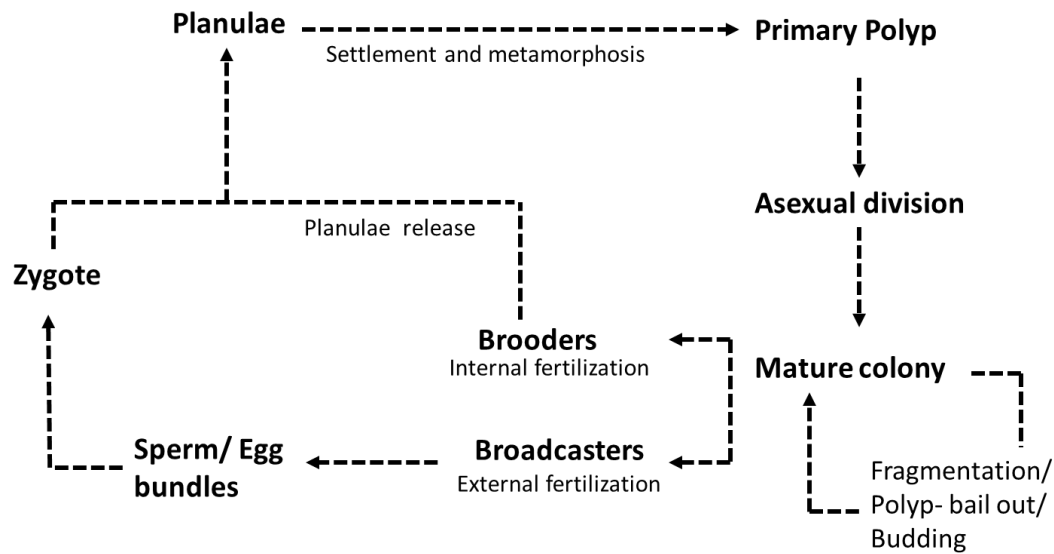 Planulae
Settlement and metamorphosis
Primary Polyp
Asexual division
Planulae release
Zygote
Brooders
Internal fertilization
Mature colony
Sperm/ Egg
bundles
Broadcasters
External fertilization
Fragmentation/
Polyp- bail out/
Budding